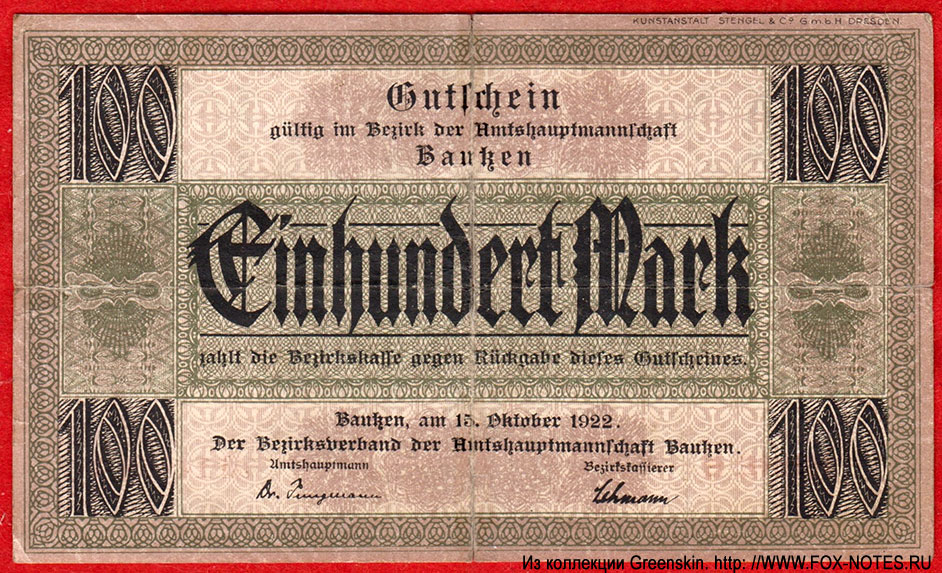 KUNSTANSTALT STENGEL & Co GmbH DRESDEN.
100 100
Gutschein
gültig im Bezirk der Amtshauptmannschaft
Bautzen
Einhundert Mark
zahlt die Bezirkskasse gegen Rückgabe dieses Gutscheines.
100 100
Bautzen, am 15. Oktober 1922.
Der Bezirksverband der Amtshauptmannschaft Bautzen.
Amtshauptmann Bezirkskassierer
Dr. Lehmann
Из коллекции Greenskin. http: //WWW.FOX-NOTES.RU